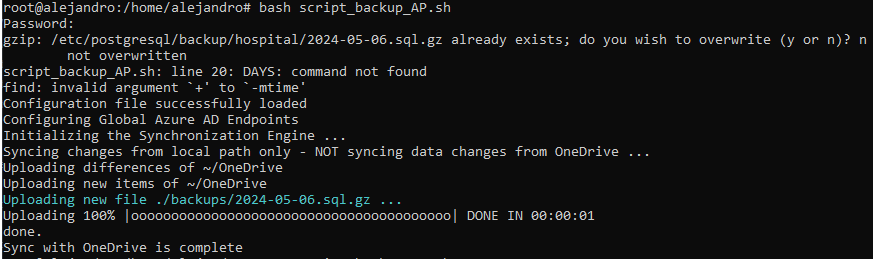 root@alejandro:/home/alejandro# bash script_backup_AP.sh
Password:
gzip: /etc/postgresql/backup/hospital/2024-05-06.sql.gz already exists; do you wish to overwrite (y or n)? n
not overwritten
script_backup_AP.sh: line 20: DAYS: command not found
find: invalid argument `+' to `-mtime'
Configuration file successfully loaded
Configuring Global Azure AD Endpoints
Initializing the Synchronization Engine ...
Syncing changes from local path only - NOT syncing data changes from OneDrive ...
Uploading differences of ~/OneDrive
Uploading new items of ~/OneDrive
Uploading new file ./backups/2024-05-06.sql.gz ...
Uploading 100% |oooooooooooooooooooooooooooooooooooooooo| DONE IN 00:00:01
done.
Sync with OneDrive is complete